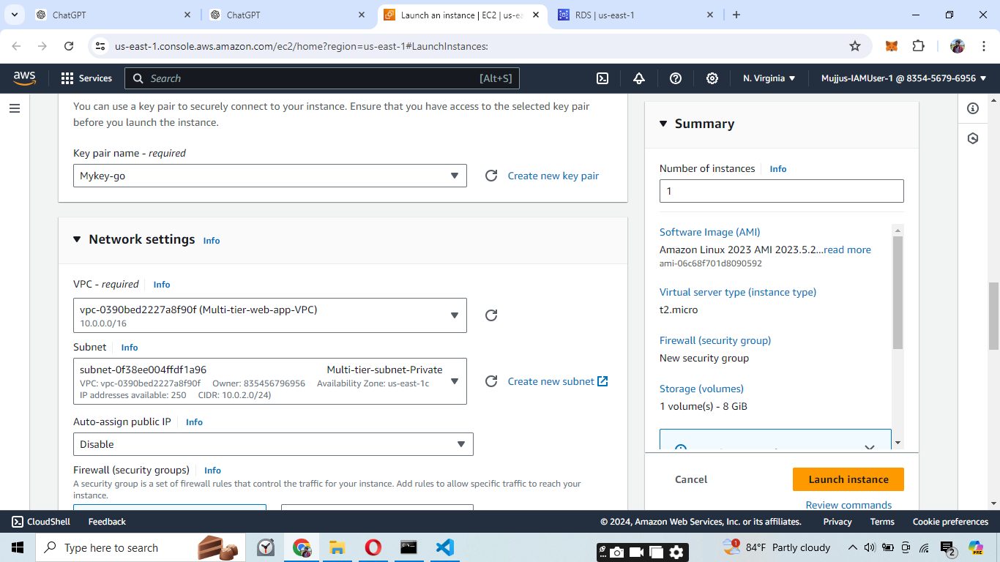 ChatGPT
ChatGPT
Launch an instance | EC2 | us-ea
RDS | us-east-1
us-east-1.console.aws.amazon.com/ec2/home?region=us-east-1#LaunchInstances:
aws
Services
Search
[Alt+S]
N. Virginia
Mujjus-IAMUser-1 @ 8354-5679-6956
You can use a key pair to securely connect to your instance. Ensure that you have access to the selected key pair
before you launch the instance.
Key pair name - required
Mykey-go
Create new key pair
Network settings Info
VPC - required Info
vpc-0390bed2227a8f90f (Multi-tier-web-app-VPC)
10.0.0.0/16
Subnet Info
subnet-0f38ee004ffdf1a96 Multi-tier-subnet-Private
VPC: vpc-0390bed2227a8f90f Owner: 835456796956 Availability Zone: us-east-1c
IP addresses available: 250 CIDR: 10.0.2.0/24)
Create new subnet
Auto-assign public IP Info
Disable
Firewall (security groups) Info
A security group is a set of firewall rules that control the traffic for your instance. Add rules to allow specific traffic to reach your
instance.
Summary
Number of instances Info
1
Software Image (AMI)
Amazon Linux 2023 AMI 2023.5.2...read more
ami-06c68f701d8090592
Virtual server type (instance type)
t2.micro
Firewall (security group)
New security group
Storage (volumes)
1 volume(s) - 8 GiB
Cancel
Launch instance
Review commands
CloudShell
Feedback
© 2024, Amazon Web Services, Inc. or its affiliates.
Privacy
Terms
Cookie preferences
Type here to search
1
84°F Partly cloudy
2
PRE